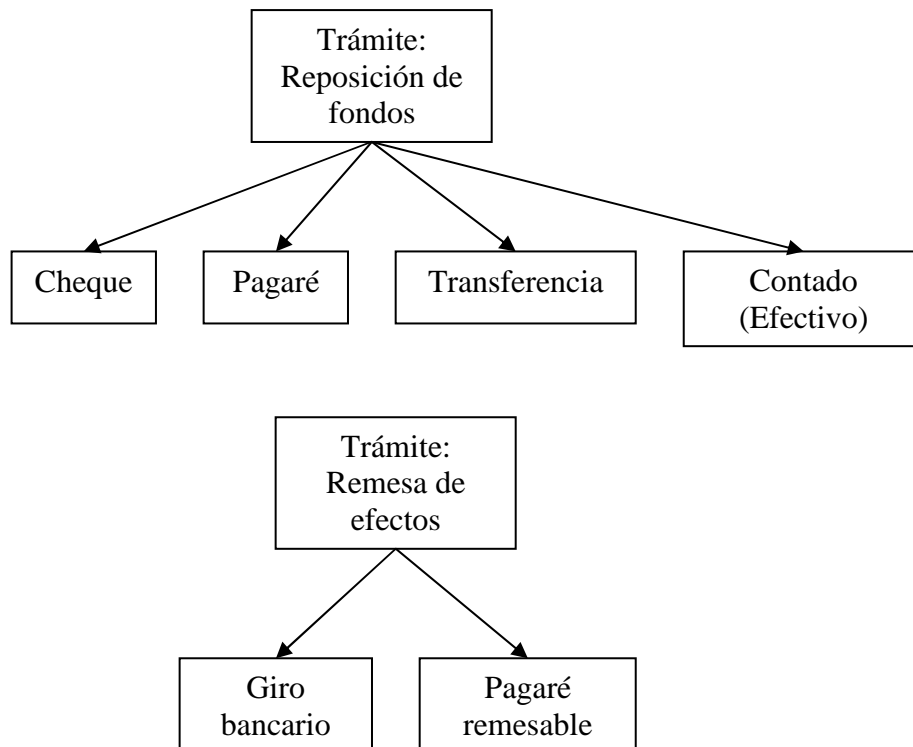 Trámite:
Reposición de
fondos
Cheque
Pagaré
Transferencia
Contado
(Efectivo)
Trámite:
Remesa de
efectos
Giro
bancario
Pagaré
remesable